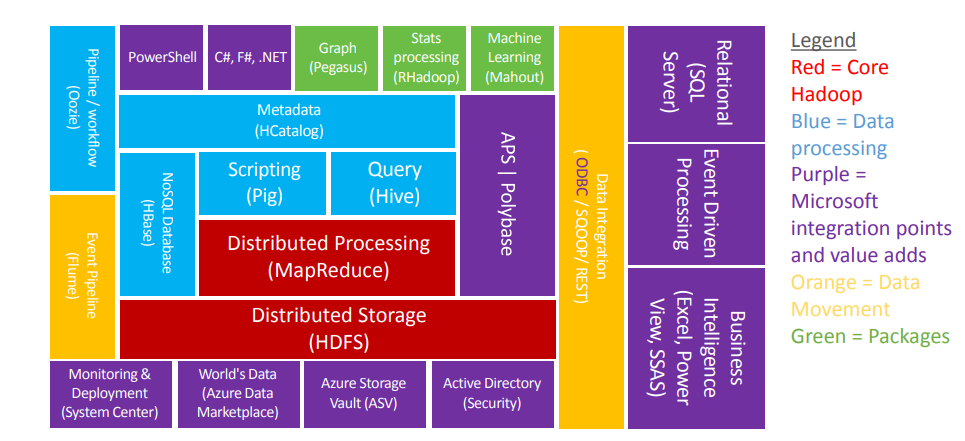 Pipeline / workflow
(Oozie)
PowerShell
C#, F#, .NET
Graph
(Pegasus)
Stats
processing
(RHadoop)
Machine
Learning
(Mahout)
Metadata
(HCatalog)
APS | Polybase
NoSQL Database
(HBase)
Scripting
(Pig)
Query
(Hive)
Distributed Processing
(MapReduce)
Event Pipeline
(Flume)
Distributed Storage
(HDFS)
Data Integration
( ODBC / SQOOP/ REST)
Monitoring &
Deployment
(System Center)
World's Data
(Azure Data
Marketplace)
Azure Storage
Vault (ASV)
Active Directory
(Security)
Relational
(SQL
Server)
Event Driven
Processing
Business
Intelligence
(Excel, Power
View, SSAS)
Legend
Red = Core
Hadoop
Blue = Data
processing
Purple =
Microsoft
integration points
and value adds
Orange = Data
Movement
Green = Packages